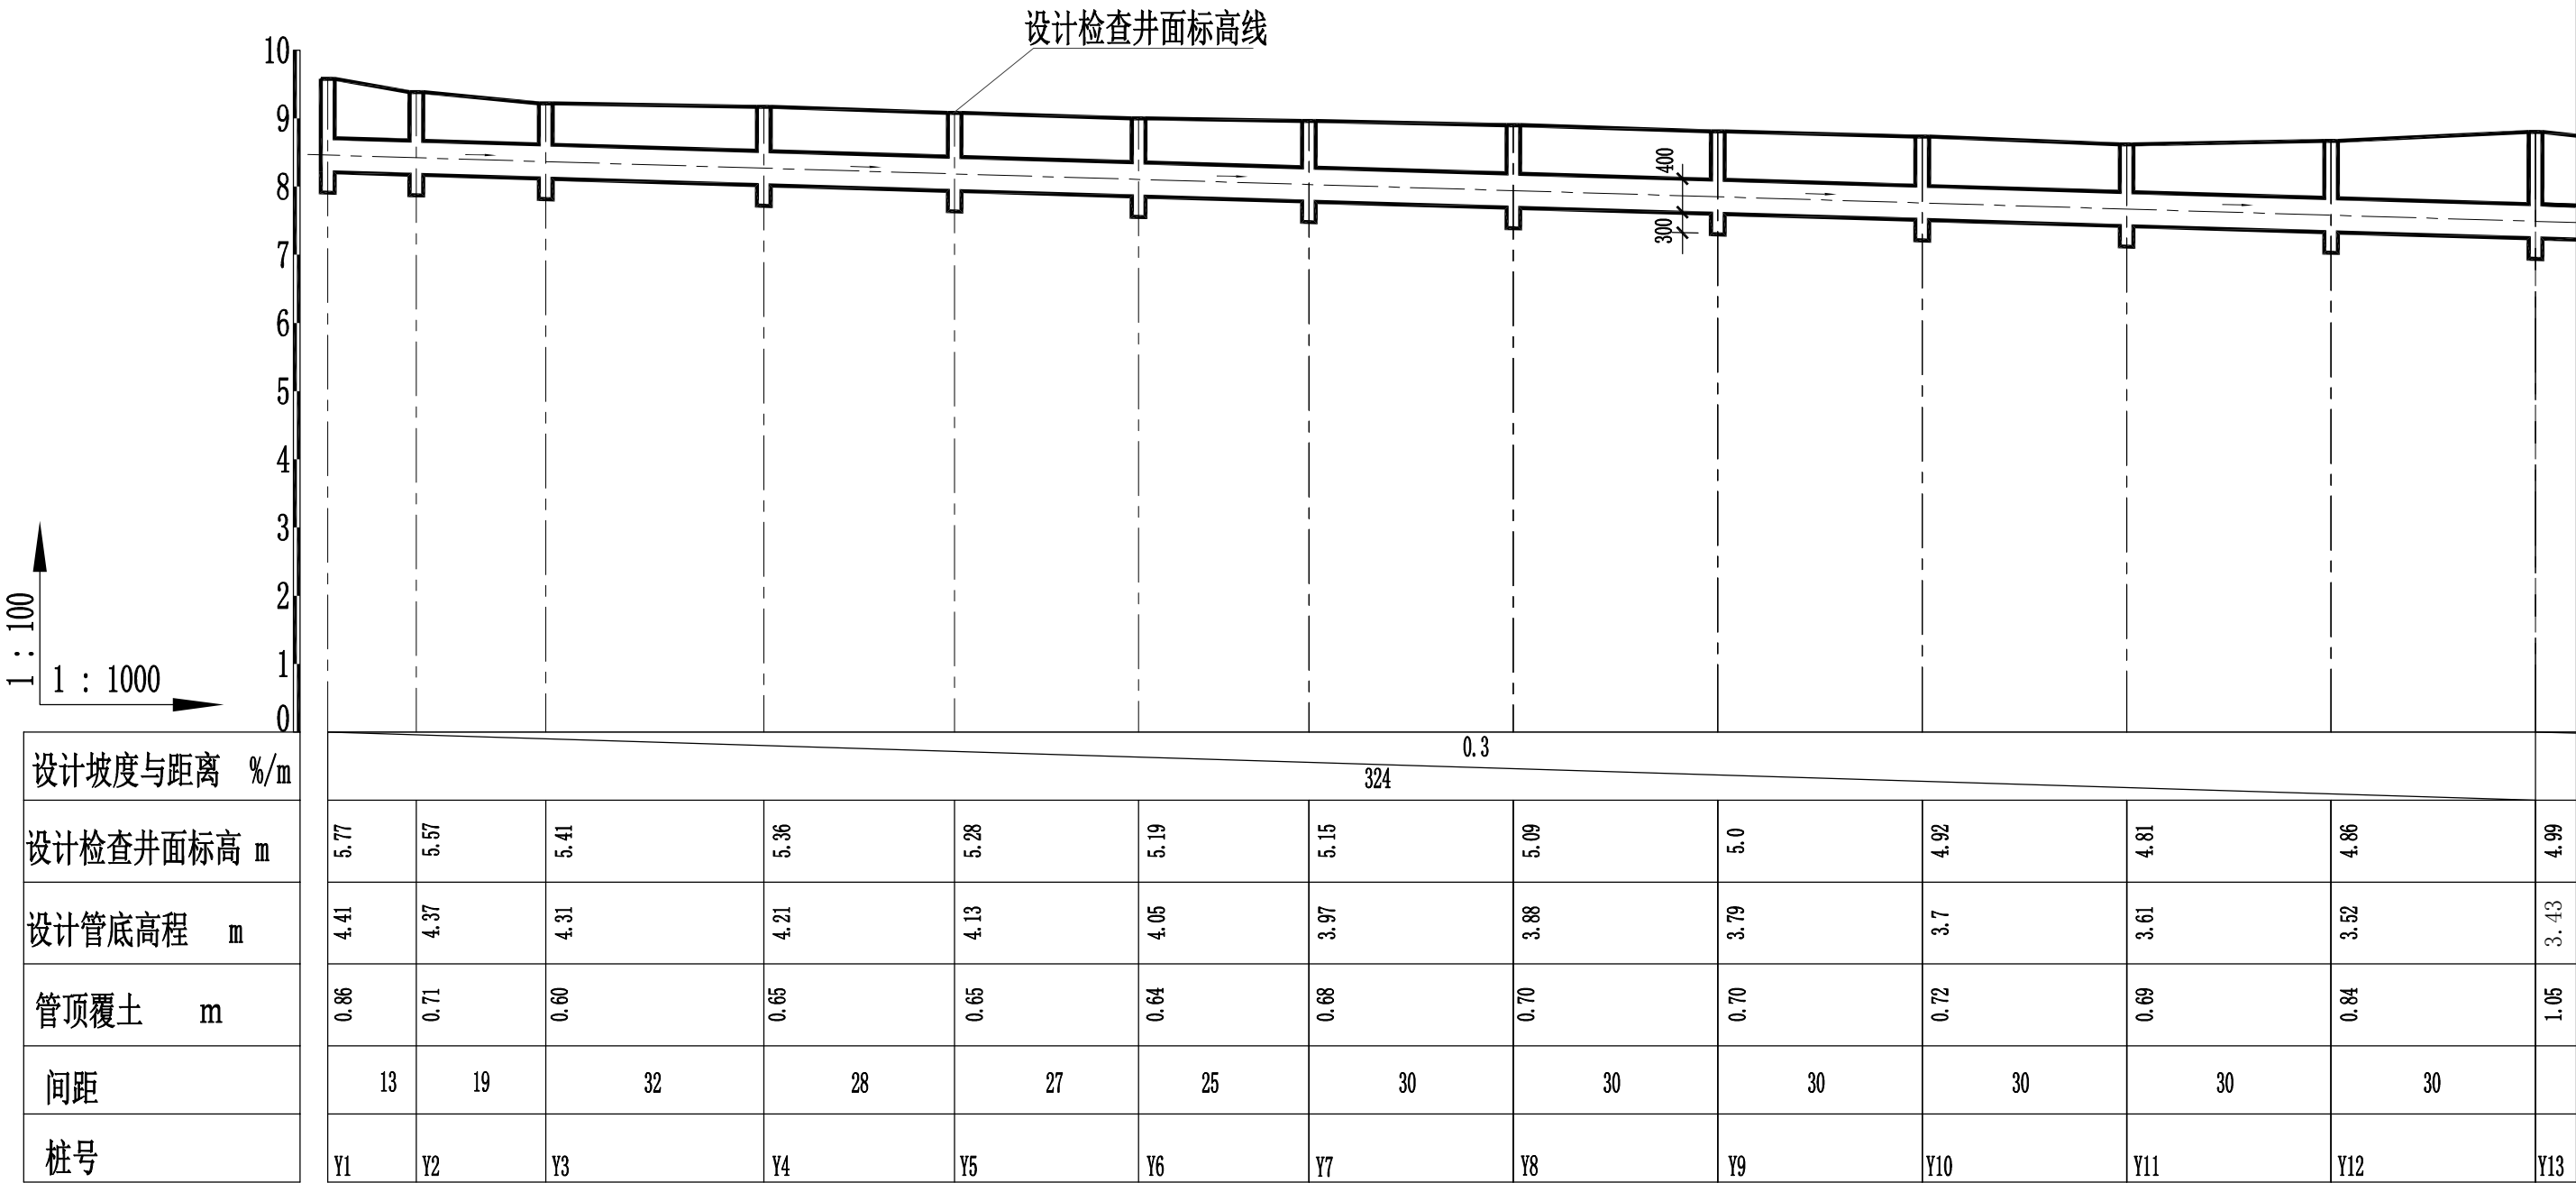 设计检查井面标高线
10
9
8
7
6
5
4
3
2
1
0
400
300
1 : 100
1 : 1000
设计坡度与距离 %/m
0.3
324
设计检查井面标高 m
5.77 5.57 5.41 5.36 5.28 5.19 5.15 5.09 5.0 4.92 4.81 4.86 4.99
设计管底高程 m
4.41 4.37 4.31 4.21 4.13 4.05 3.97 3.88 3.79 3.7 3.61 3.52 3.43
管顶覆土 m
0.86 0.71 0.60 0.65 0.65 0.64 0.68 0.70 0.70 0.72 0.69 0.84 1.05
间距
13 19 32 28 27 25 30 30 30 30 30 30
桩号
Y1 Y2 Y3 Y4 Y5 Y6 Y7 Y8 Y9 Y10 Y11 Y12 Y13